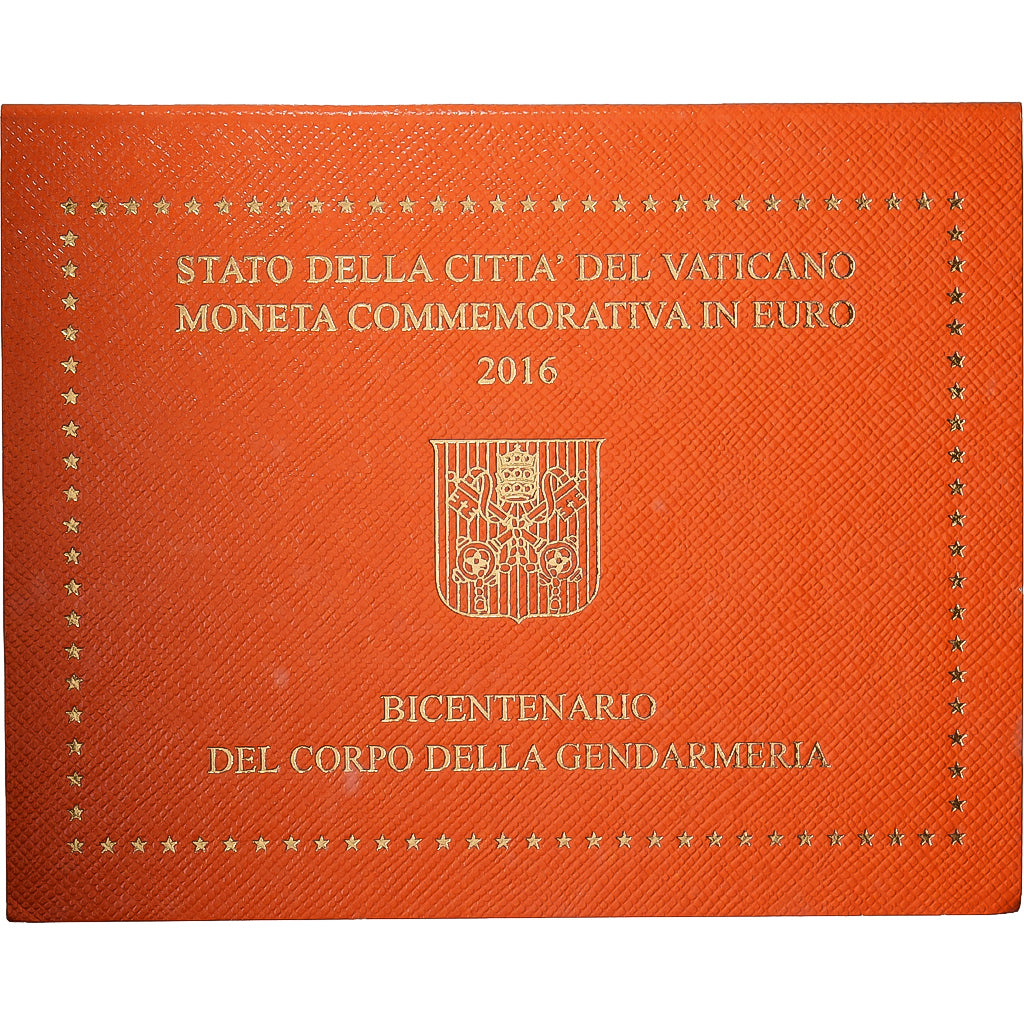 STATO DELLA CITTA' DEL VATICANO
MONETA COMMEMORATIVA IN EURO
2016
BICENTENARIO
DEL CORPO DELLA GENDARMERIA